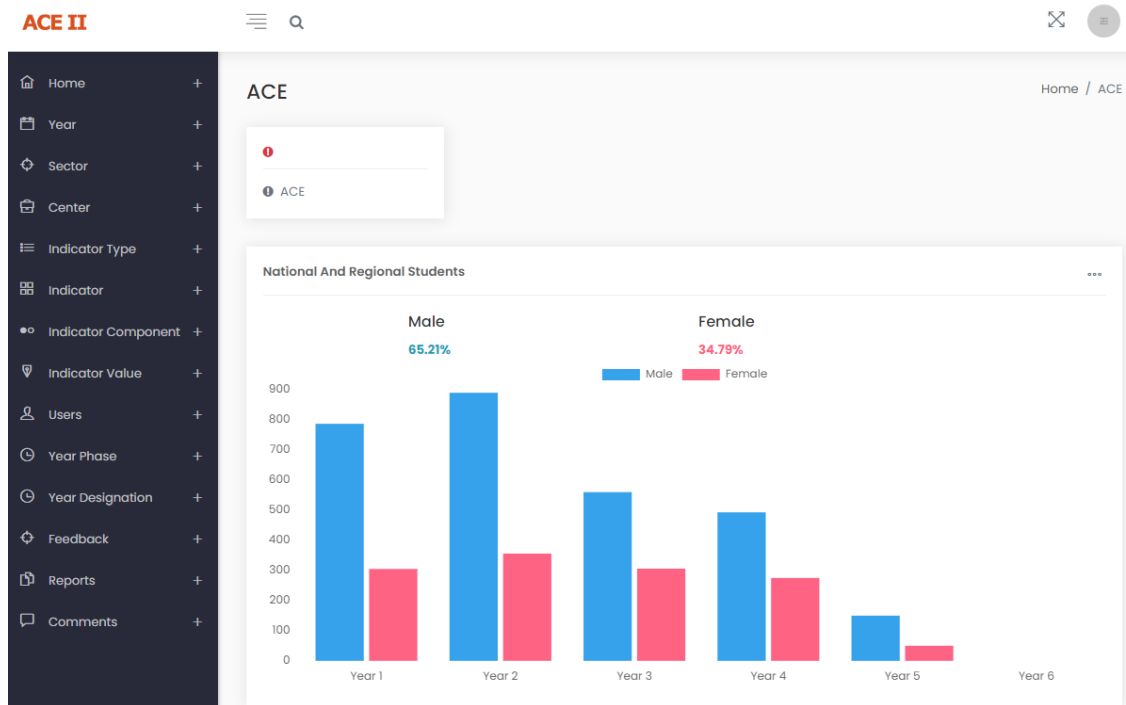 ACE II
Home +
Year +
Sector +
Center +
Indicator Type +
Indicator +
Indicator Component +
Indicator Value +
Users +
Year Phase +
Year Designation +
Feedback +
Reports +
Comments +
ACE
Home / ACE
ACE
National And Regional Students
Male Female
65.21% 34.79%
Male Female
900
800
700
600
500
400
300
200
100
0
Year 1 Year 2 Year 3 Year 4 Year 5 Year 6